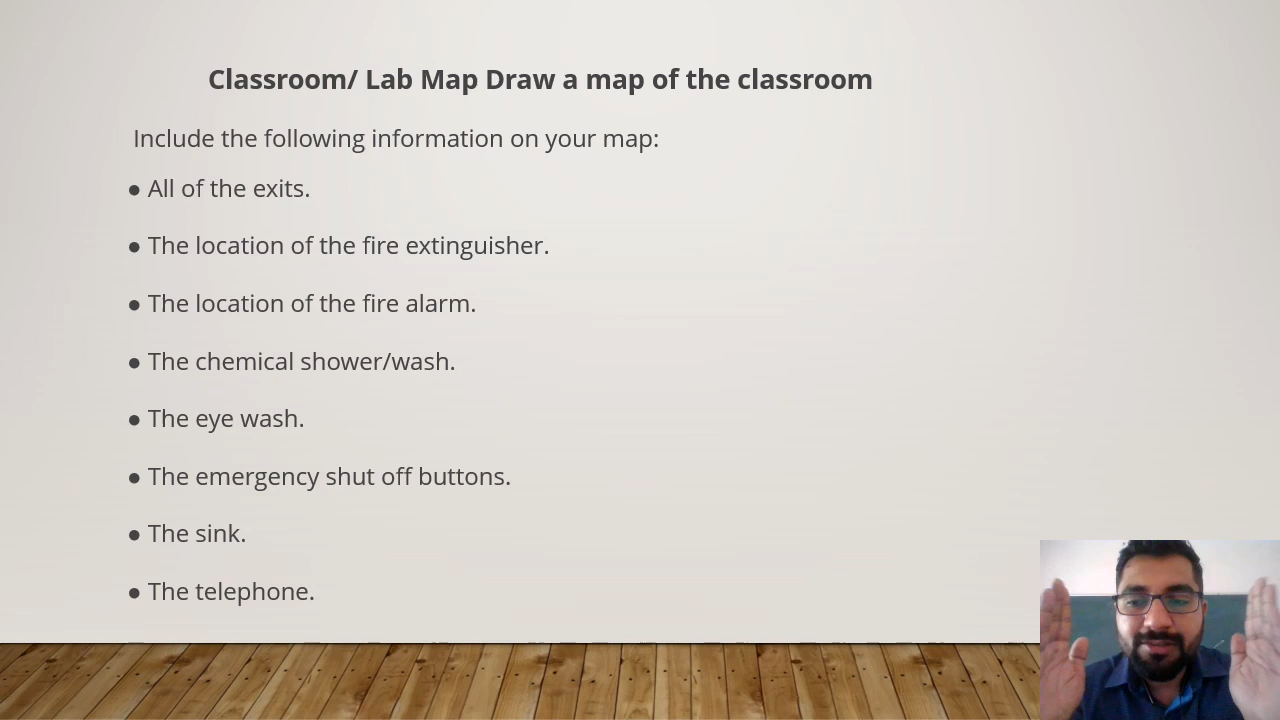 Classroom/ Lab Map Draw a map of the classroom
Include the following information on your map:
● All of the exits.
● The location of the fire extinguisher.
● The location of the fire alarm.
● The chemical shower/wash.
● The eye wash.
● The emergency shut off buttons.
● The sink.
● The telephone.